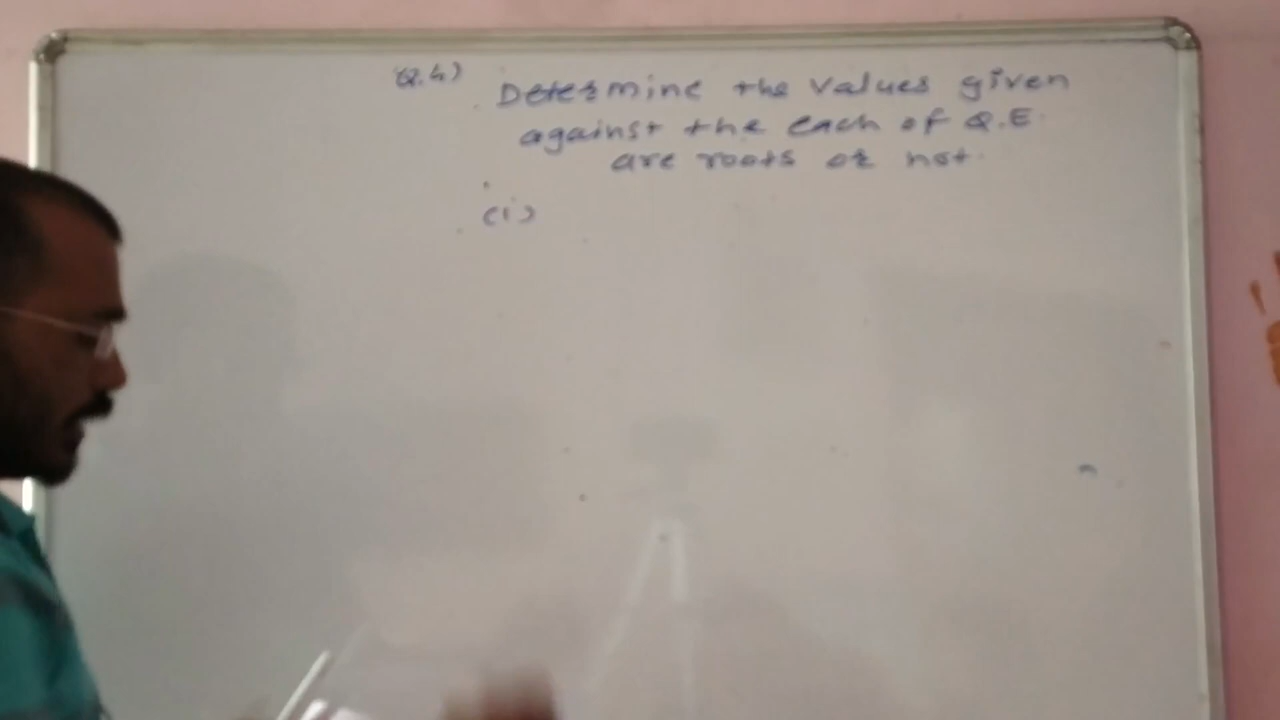 Q.4) Determine the values given
against the each of Q.E.
are roots or not.
(i)